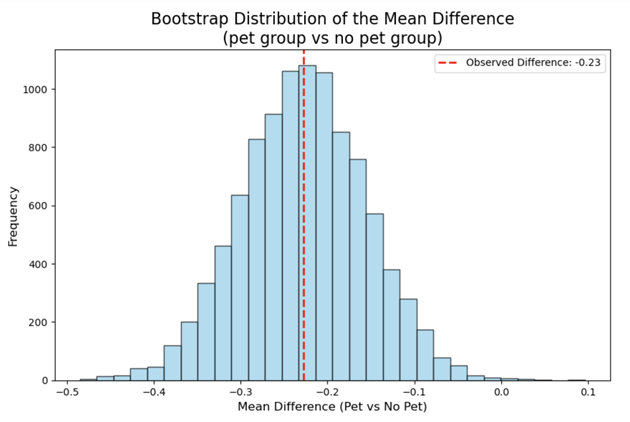 Bootstrap Distribution of the Mean Difference
(pet group vs no pet group)
Observed Difference: -0.23
Frequency
1000
800
600
400
200
0
−0.5 −0.4 −0.3 −0.2 −0.1 0.0 0.1
Mean Difference (Pet vs No Pet)